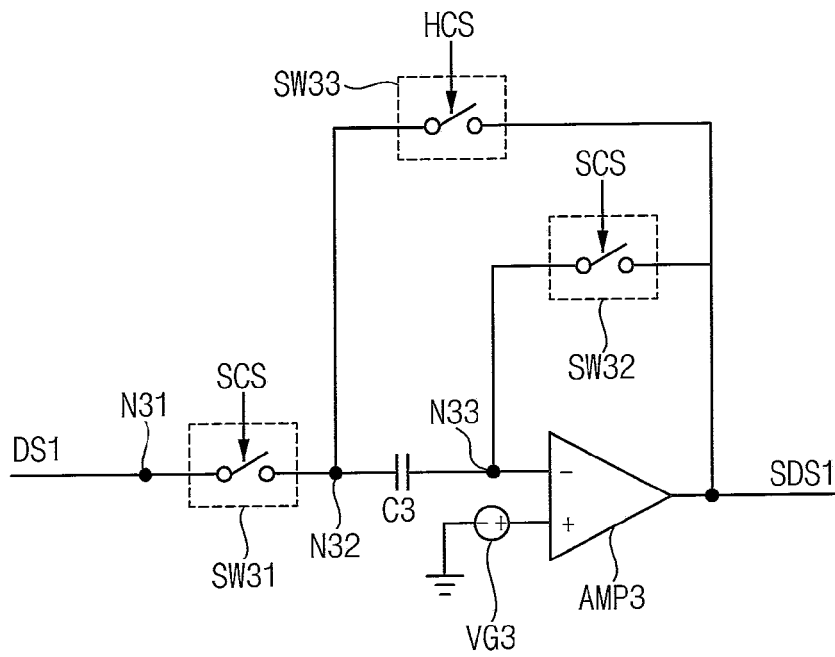 HCS
SW33
SCS
SW32
SCS
N31
N33
DS1
SDS1
C3
N32
SW31
VG3
AMP3
- +
-
+